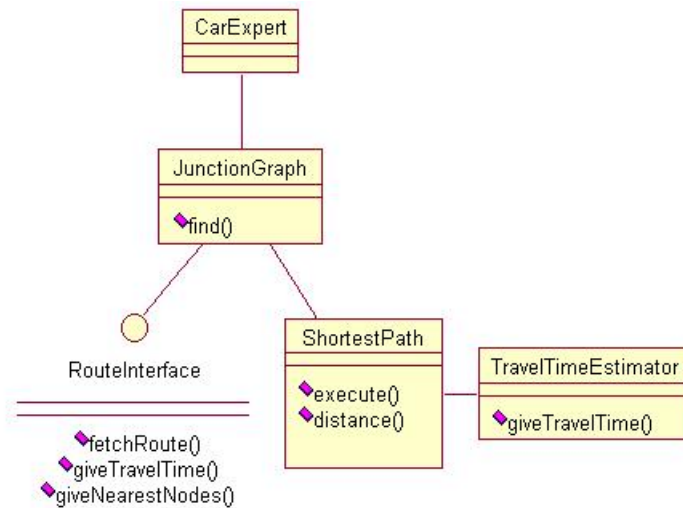 CarExpert
JunctionGraph
find()
RouteInterface
fetchRoute()
giveTravelTime()
giveNearestNodes()
ShortestPath
execute()
distance()
TravelTimeEstimator
giveTravelTime()